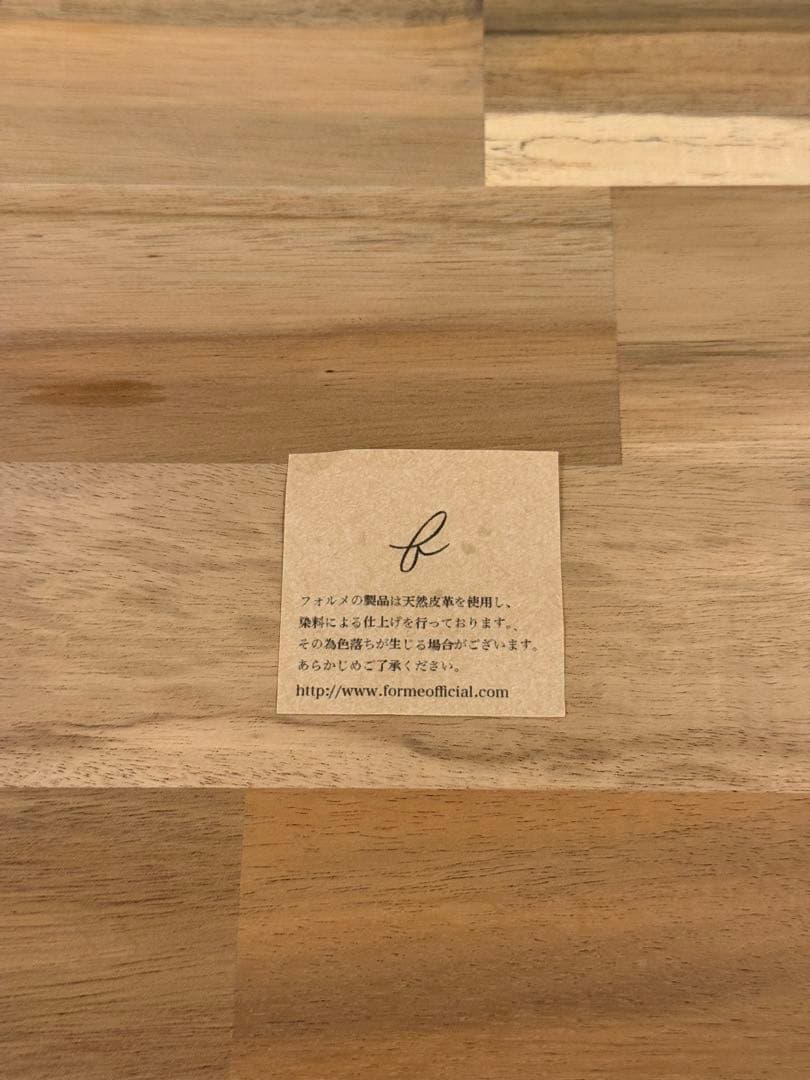 f
フォルメの製品は天然皮革を使用し、
染料による仕上げを行っております。、
その為色落ちが生じる場合がございます。
あらかじめご了承ください。
http://www.formeofficial.com